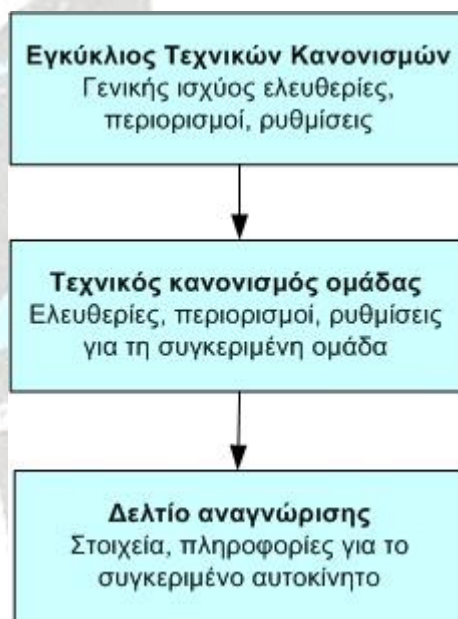 Εγκύκλιος Τεχνικών Κανονισμών
Γενικής ισχύος ελευθερίες,
περιορισμοί, ρυθμίσεις
Τεχνικός κανονισμός ομάδας
Ελευθερίες, περιορισμοί, ρυθμίσεις
για τη συγκεριμένη ομάδα
Δελτίο αναγνώρισης
Στοιχεία, πληροφορίες για το
συγκεριμένο αυτοκίνητο